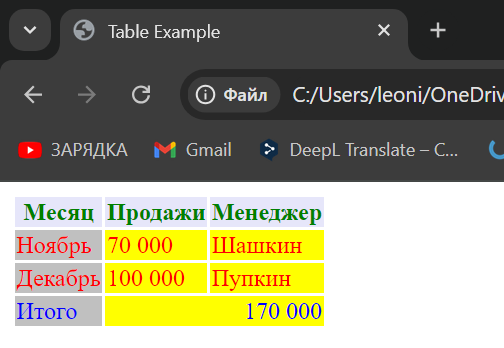 Table Example
Файл C:/Users/leoni/OneDriv
ЗАРЯДКА Gmail DeepL Translate – C...
Месяц Продажи Менеджер
Ноябрь 70 000 Шашкин
Декабрь 100 000 Пупкин
Итого 170 000